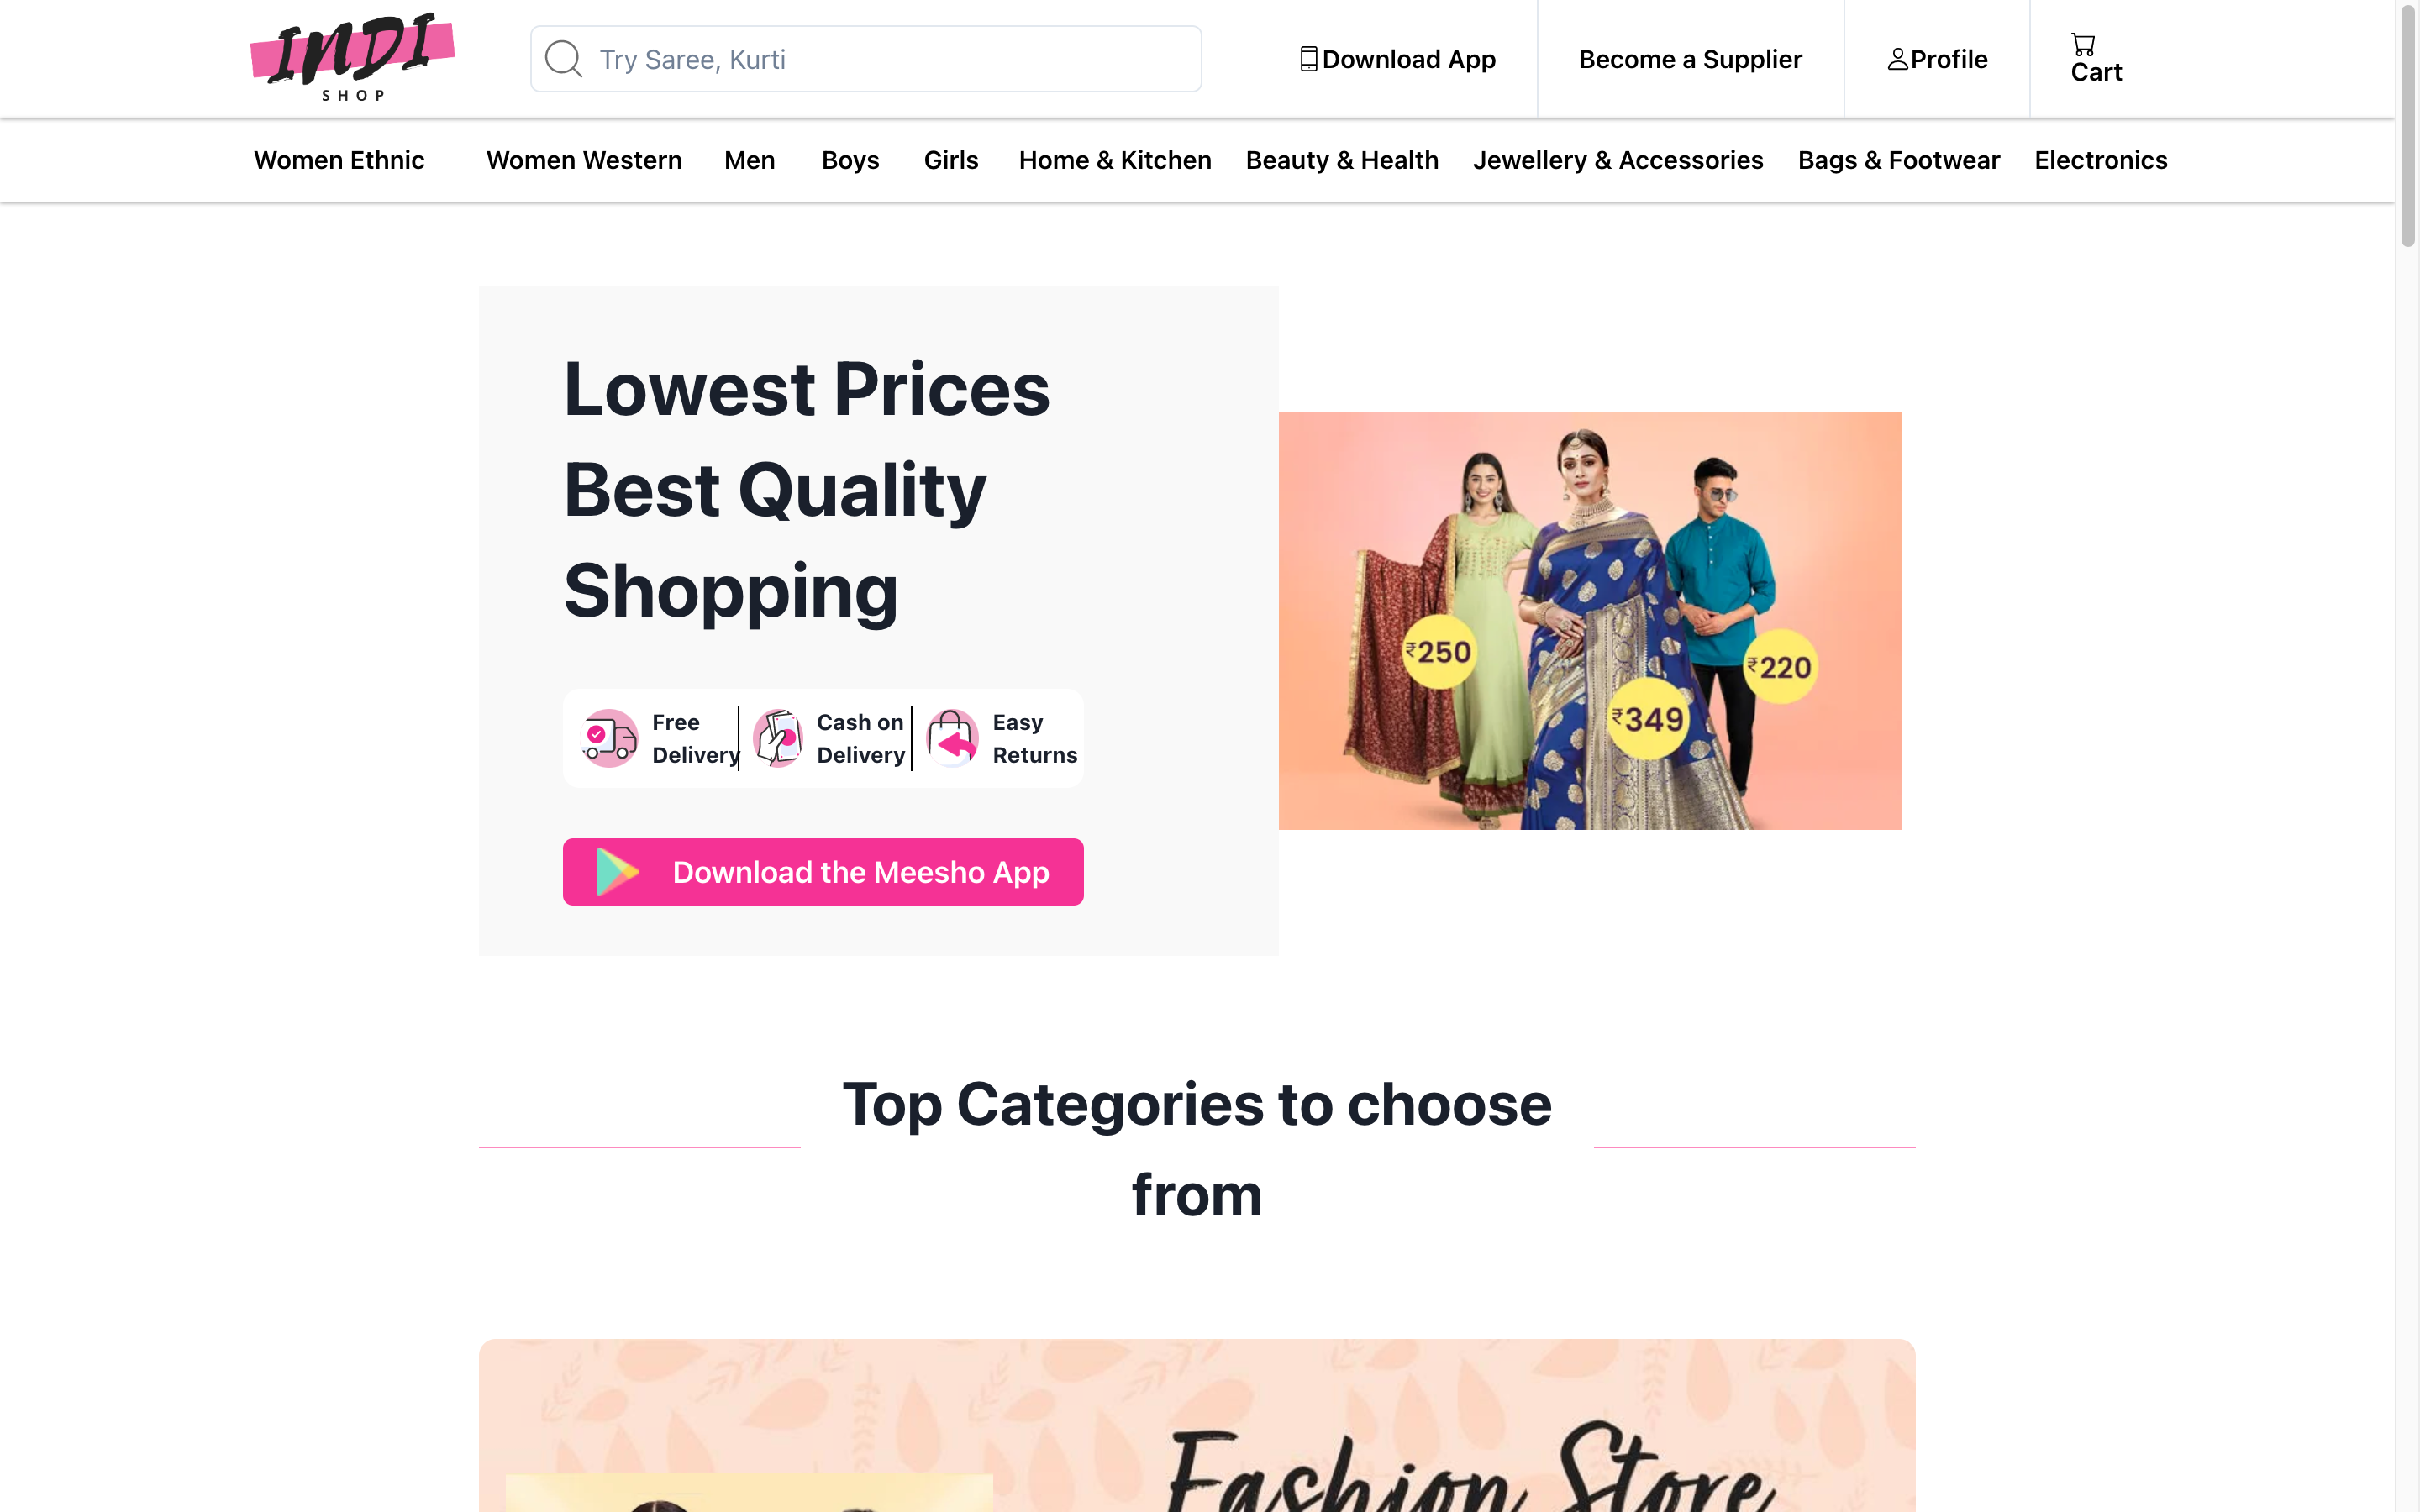 INDI
SHOP
Try Saree, Kurti
Download App
Become a Supplier
Profile
Cart
Women Ethnic
Women Western
Men
Boys
Girls
Home & Kitchen
Beauty & Health
Jewellery & Accessories
Bags & Footwear
Electronics
Lowest Prices
Best Quality
Shopping
Free
Delivery
Cash on
Delivery
Easy
Returns
Download the Meesho App
₹250
₹349
₹220
Top Categories to choose
from
Fashion Store